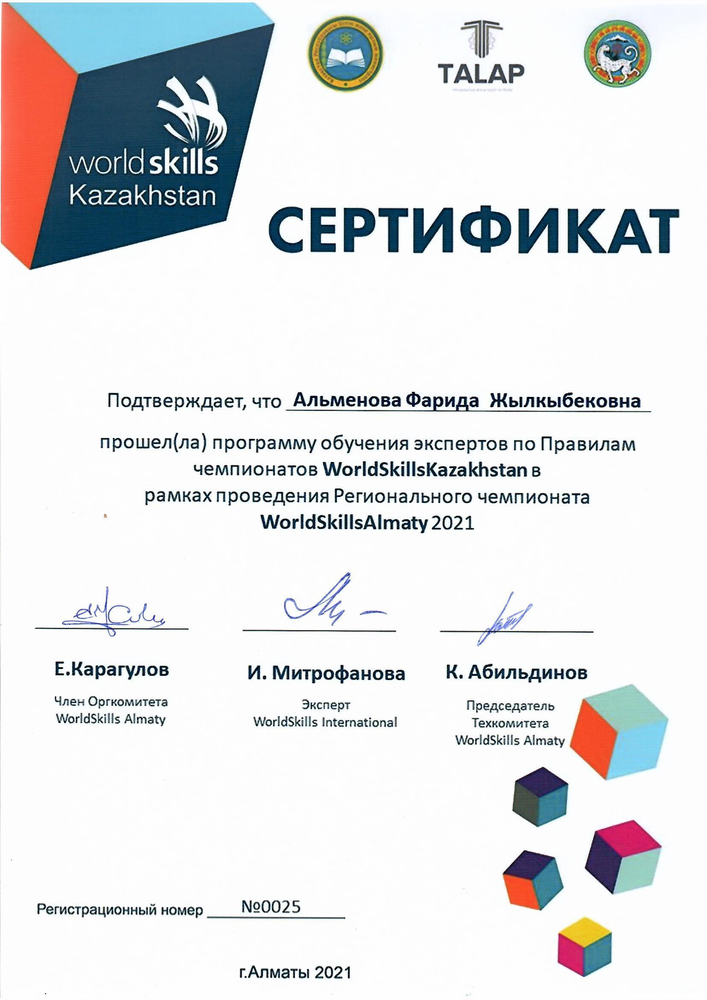 world skills
Kazakhstan
TALAP
СЕРТИФИКАТ
Подтверждает, что Альменова Фарида Жылкыбековна
прошел(ла) программу обучения экспертов по Правилам
чемпионатов WorldSkillsKazakhstan в
рамках проведения Регионального чемпионата
WorldSkillsAlmaty 2021
Е.Карагулов
Член Оргкомитета
WorldSkills Almaty
И. Митрофанова
Эксперт
WorldSkills International
К. Абильдинов
Председатель
Техкомитета
WorldSkills Almaty
Регистрационный номер №0025
г.Алматы 2021